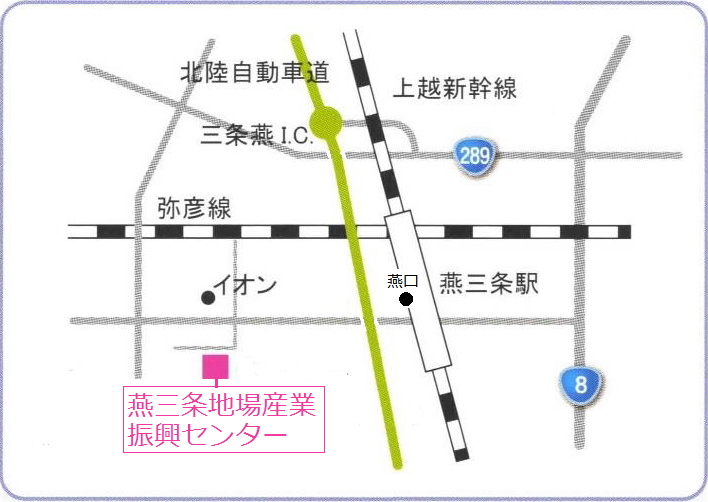 北陸自動車道
上越新幹線
三条燕I.C.
289
弥彦線
イオン
燕口
燕三条駅
8
燕三条地場産業
振興センター